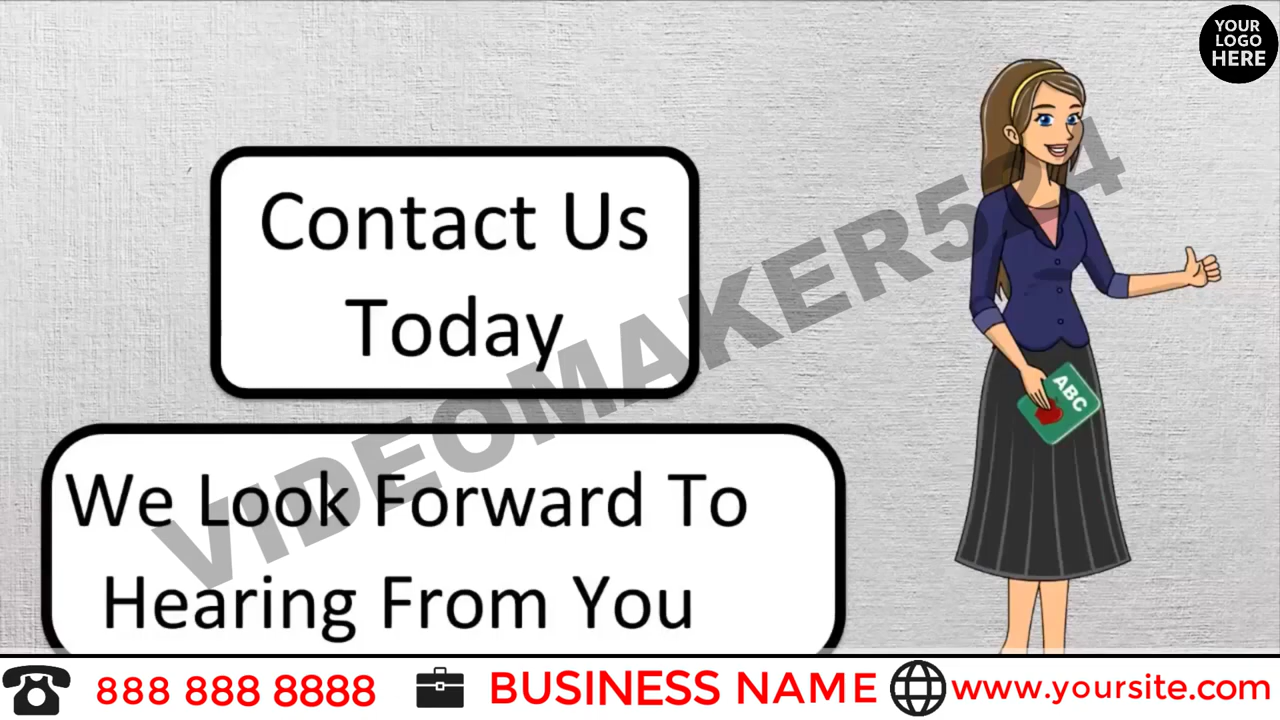 YOUR
LOGO
HERE
Contact Us
Today
We Look Forward To
Hearing From You
VIDEOMAKER524
ABC
888 888 8888
BUSINESS NAME
www.yoursite.com